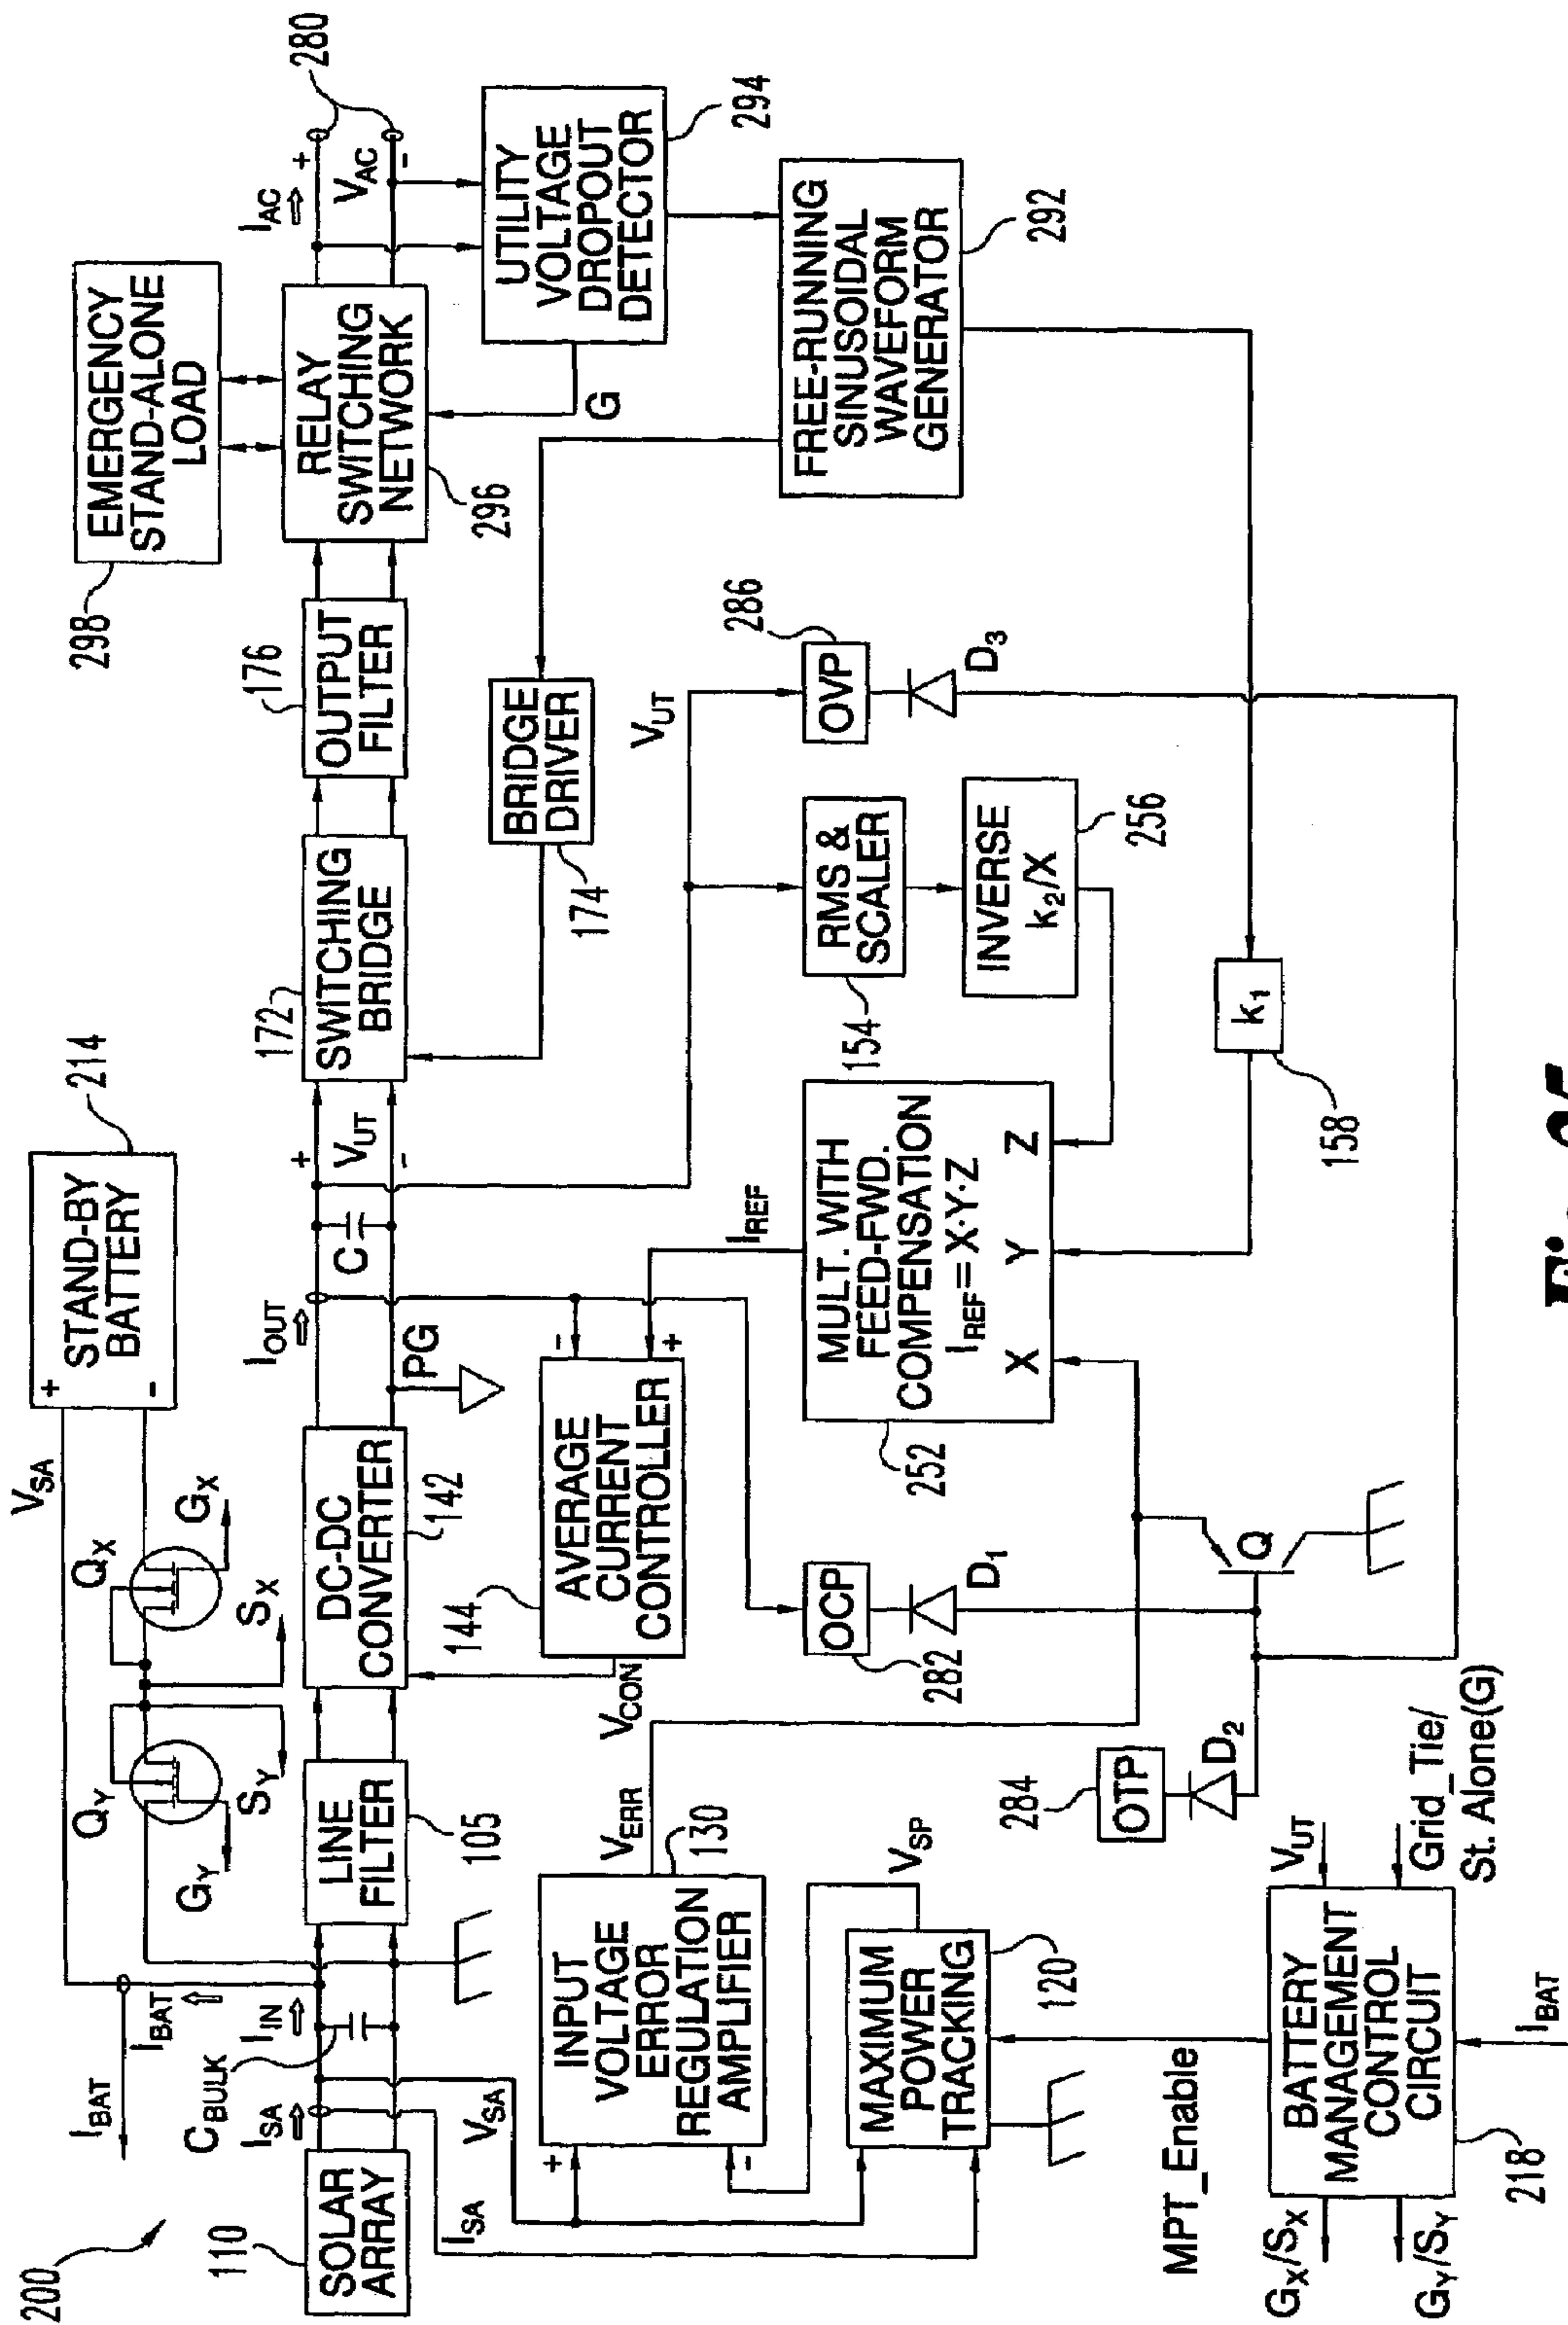 200
110
SOLAR
ARRAY
I_SA
I_SA
V_SA
C_BULK
I_IN
I_BAT
I_BAT
V_SA
LINE
FILTER
105
Q_Y
G_Y
S_Y
Q_X
G_X
S_X
STAND-BY
BATTERY
+
-
214
DC-DC
CONVERTER
142
I_OUT
PG
C
+
V_UT
-
172
SWITCHING
BRIDGE
176
OUTPUT
FILTER
RELAY
SWITCHING
NETWORK
296
EMERGENCY
STAND-ALONE
LOAD
298
I_AC
+
V_AC
-
280
UTILITY
VOLTAGE
DROPOUT
DETECTOR
294
G
FREE-RUNNING
SINUSOIDAL
WAVEFORM
GENERATOR
292
BRIDGE
DRIVER
174
V_UT
286
OVP
D3
RMS &
SCALER
154
INVERSE
k2/X
256
k1
158
MULT. WITH
FEED-FWD.
COMPENSATION
I_REF = X·Y·Z
X
Y
Z
252
I_REF
-
+
AVERAGE
CURRENT
CONTROLLER
144
V_CON
OCP
282
D1
Q
284
OTP
D2
INPUT
VOLTAGE
ERROR
REGULATION
AMPLIFIER
130
V_ERR
+
-
V_SP
MAXIMUM
POWER
TRACKING
120
MPT_Enable
BATTERY
MANAGEMENT
CONTROL
CIRCUIT
218
V_UT
Grid_Tie/
St. Alone(G)
I_BAT
G_X/S_X
G_Y/S_Y